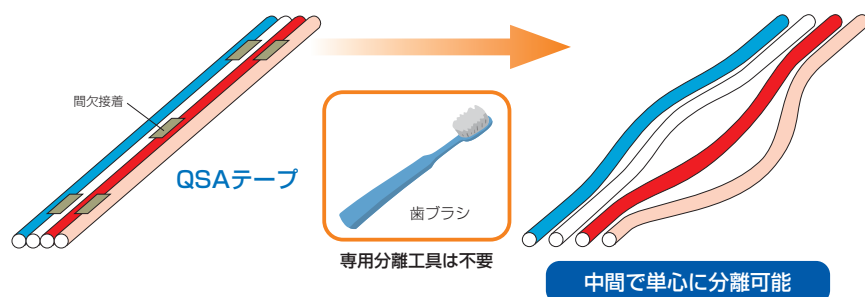 間欠接着
QSAテープ
歯ブラシ
専用分離工具は不要
中間で単心に分離可能